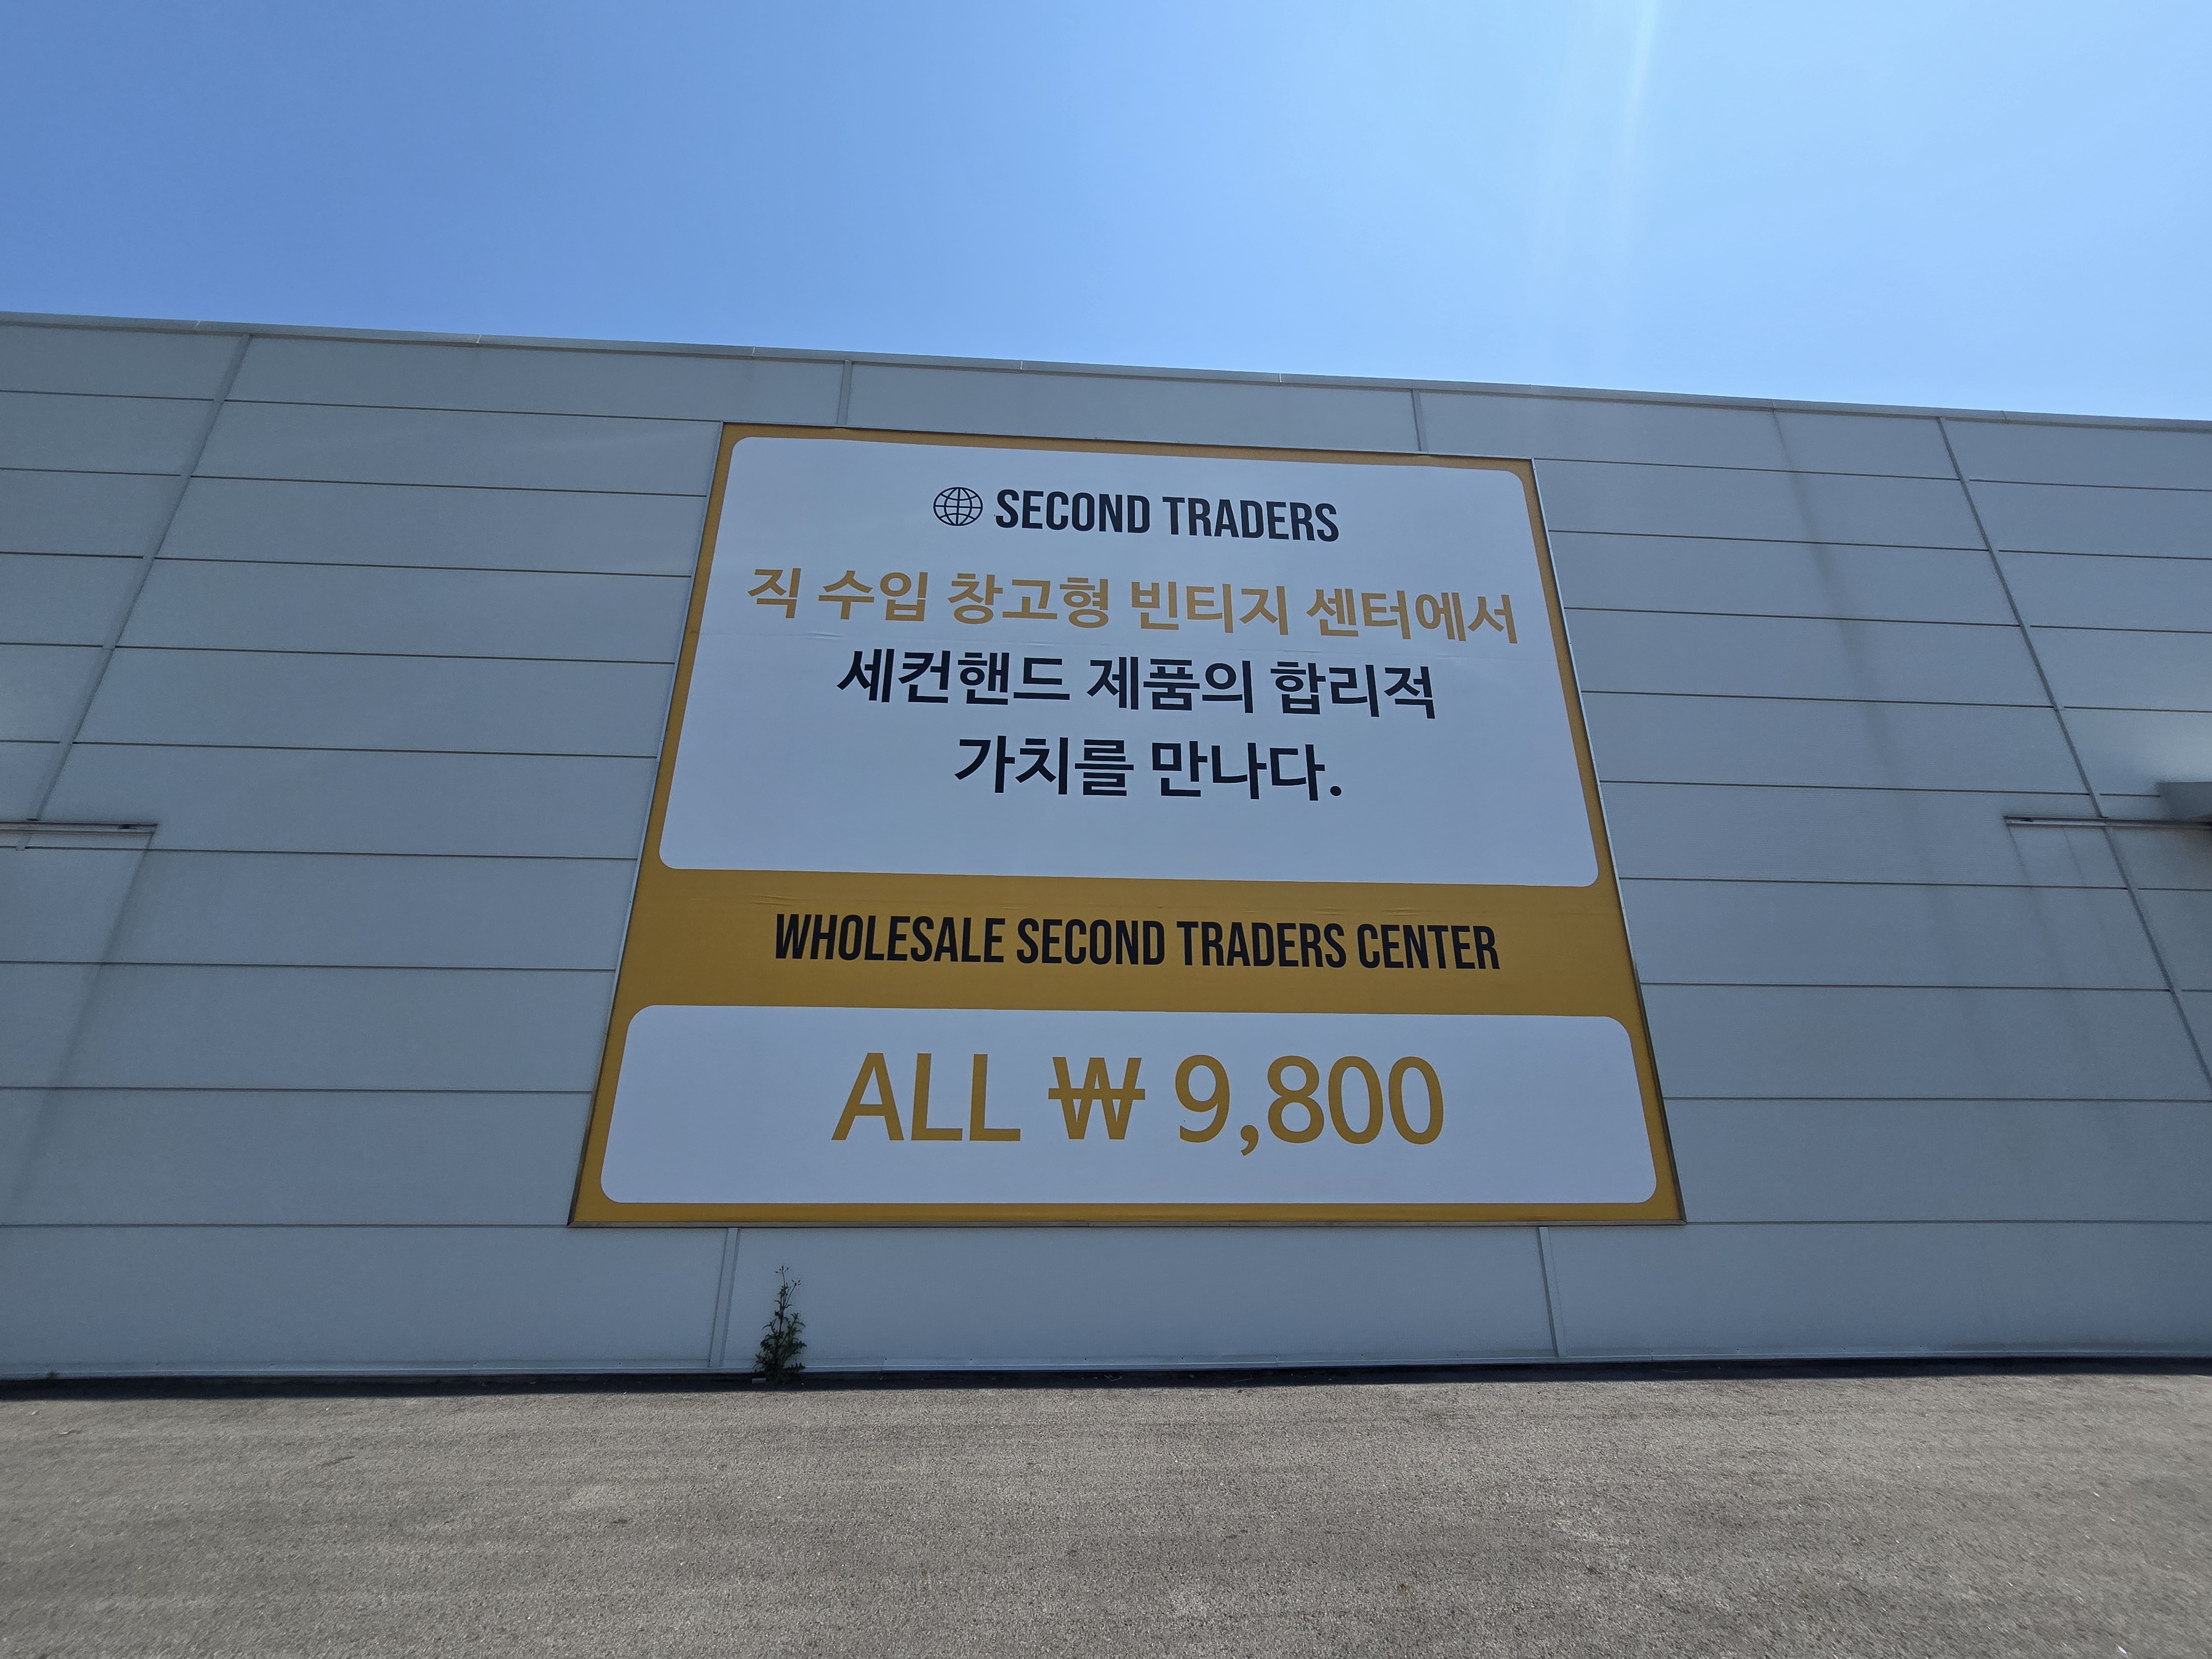 SECOND TRADERS
직 수입 창고형 빈티지 센터에서
세컨핸드 제품의 합리적
가치를 만나다.
WHOLESALE SECOND TRADERS CENTER
ALL ₩ 9,800